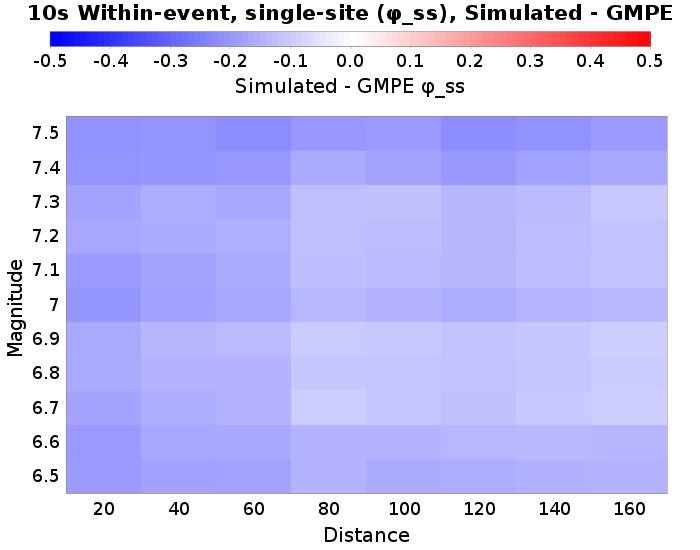 10s Within-event, single-site (φ_ss), Simulated - GMPE
-0.5 -0.4 -0.3 -0.2 -0.1 0.0 0.1 0.2 0.3 0.4 0.5
Simulated - GMPE φ_ss
7.5
7.4
7.3
7.2
7.1
7
6.9
6.8
6.7
6.6
6.5
Magnitude
20 40 60 80 100 120 140 160
Distance